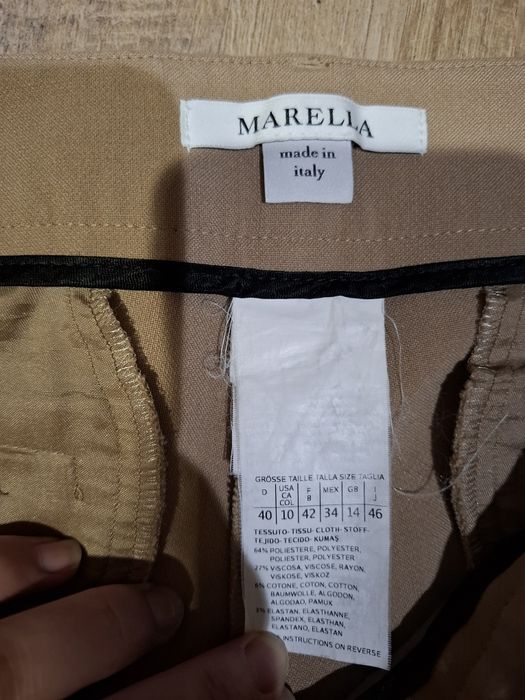 MARELLA
made in
italy
GRÖSSE TAILLE TALLA SIZE TAGLIA
D USA CA COL F B MEX GB I J
40 10 42 34 14 46
TESSUTO-TISSU-CLOTH-STOFF-
TEJIDO-TECIDO-KUMAŞ
64% POLIESTERE, POLYESTER,
POLIESTER, POLYESTER
27% VISCOSA, VISCOSE, RAYON,
VISKOSE, VISKOZ
6% COTONE, COTON, COTTON,
BAUMWOLLE, ALGODON,
ALGODAO, PAMUK
3% ELASTAN, ELASTHANNE,
SPANDEX, ELASTHAN,
ELASTANO, ELASTAN
INSTRUCTIONS ON REVERSE